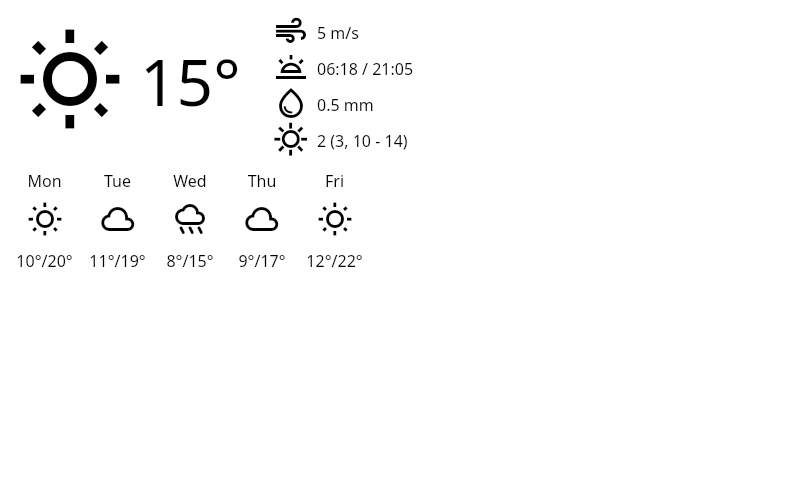 15°
5 m/s
06:18 / 21:05
0.5 mm
2 (3, 10 - 14)
Mon Tue Wed Thu Fri
10°/20° 11°/19° 8°/15° 9°/17° 12°/22°